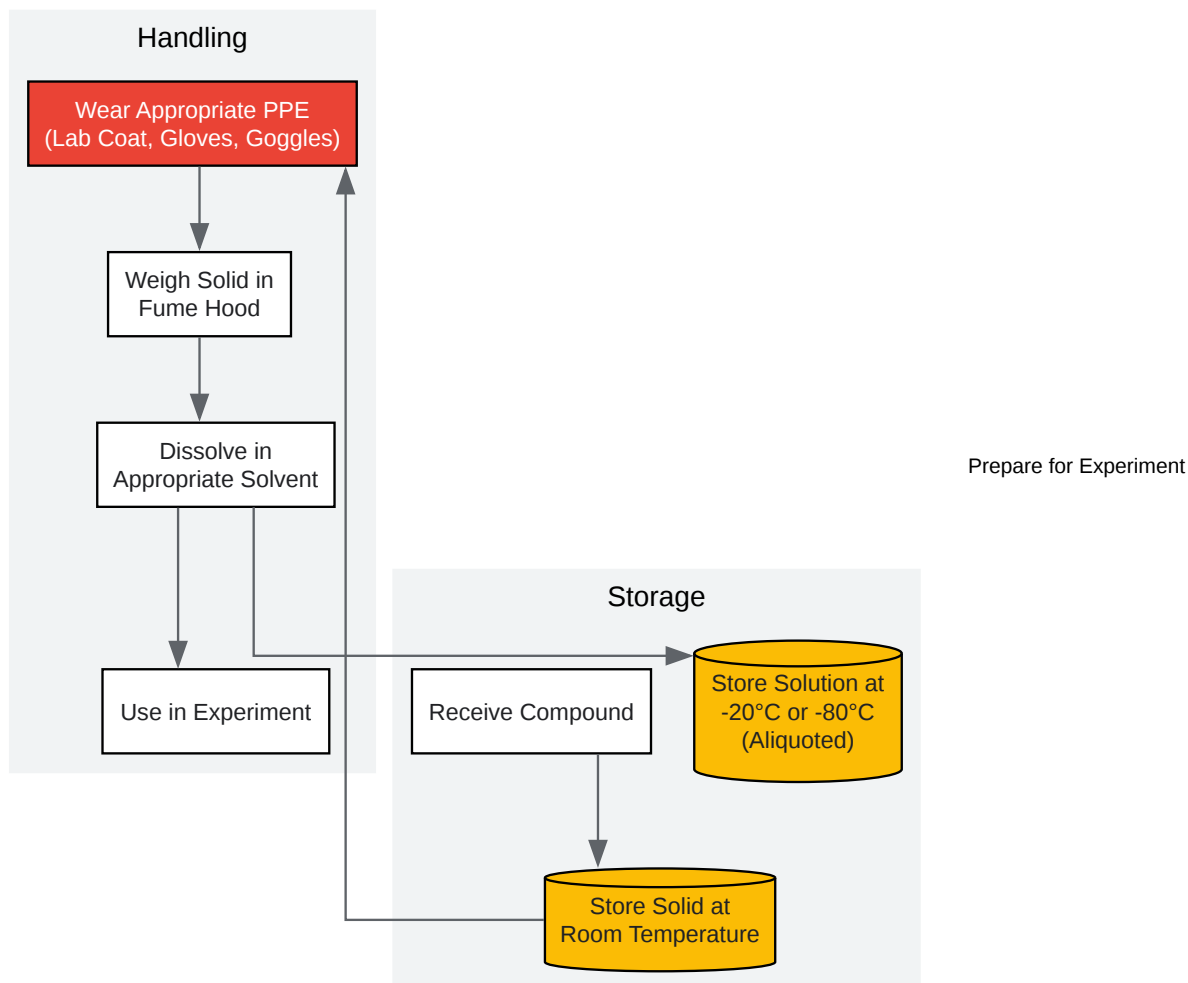 Handling
Wear Appropriate PPE
(Lab Coat, Gloves, Goggles)
Weigh Solid in
Fume Hood
Dissolve in
Appropriate Solvent
Use in Experiment
Prepare for Experiment
Storage
Receive Compound
Store Solution at
-20°C or -80°C
(Aliquoted)
Store Solid at
Room Temperature